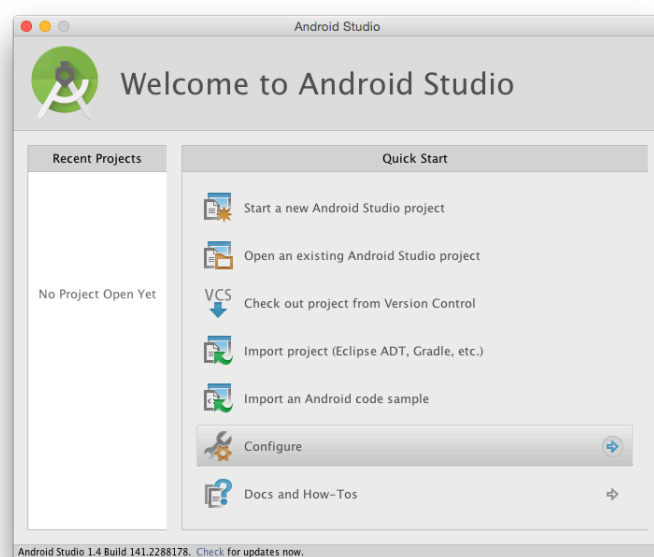 Android Studio
Welcome to Android Studio
Recent Projects
No Project Open Yet
Quick Start
Start a new Android Studio project
Open an existing Android Studio project
VCS
Check out project from Version Control
Import project (Eclipse ADT, Gradle, etc.)
Import an Android code sample
Configure
Docs and How-Tos
Android Studio 1.4 Build 141.2288178. Check for updates now.